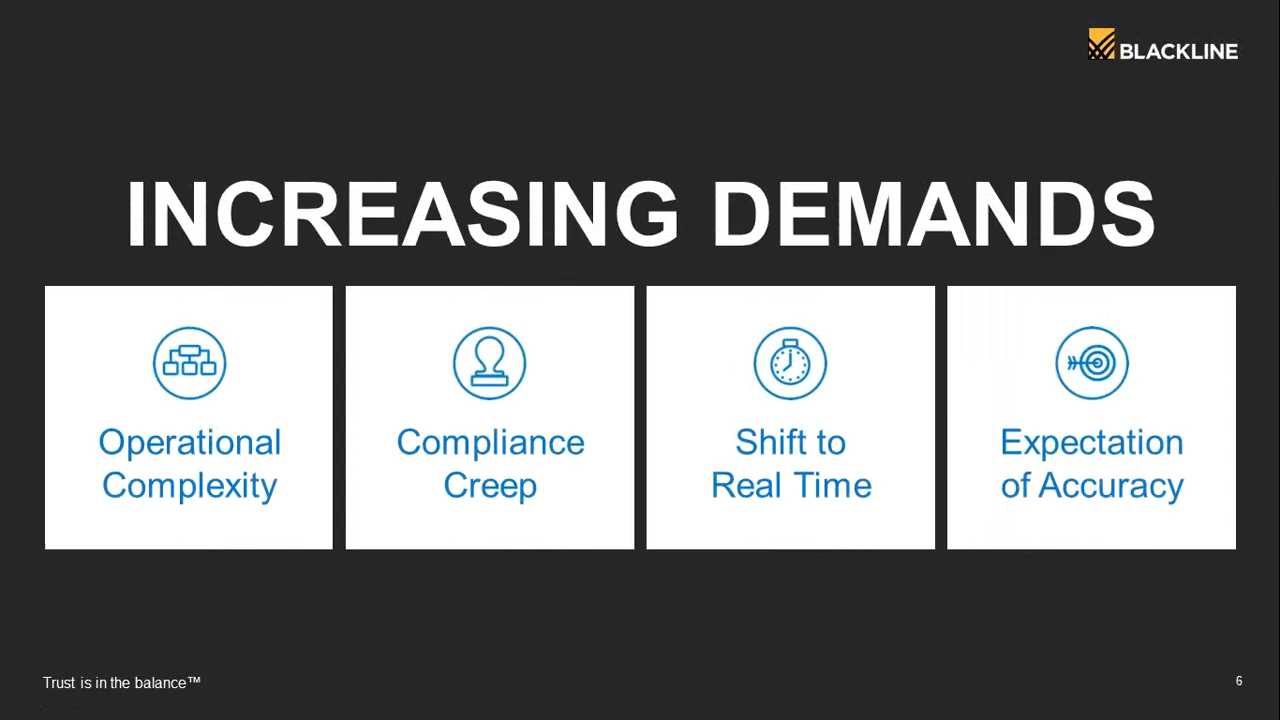 BLACKLINE
INCREASING DEMANDS
Operational
Complexity
Compliance
Creep
Shift to
Real Time
Expectation
of Accuracy
Trust is in the balance™
6